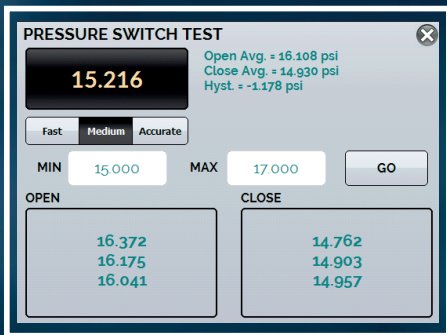 PRESSURE SWITCH TEST
15.216
Open Avg. = 16.108 psi
Close Avg. = 14.930 psi
Hyst. = -1.178 psi
Fast Medium Accurate
MIN 15.000 MAX 17.000 GO
OPEN CLOSE
16.372 14.762
16.175 14.903
16.041 14.957